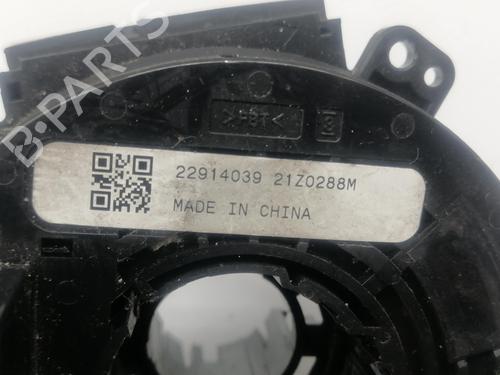 B-PARTS
>PBT<
22914039 21Z0288M
MADE IN CHINA